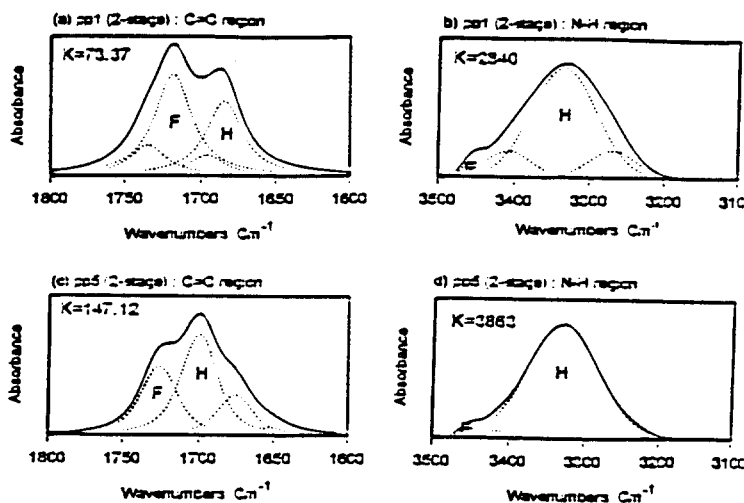 (a) pp1 (2-stage) : C=C region
K=73.37
F
H
Absorbance
1800 1750 1700 1650 1600
Wavenumbers Cm-1
b) pp1 (2-stage) : N-H region
K=2840
H
F
Absorbance
3500 3400 3300 3200 3100
Wavenumbers Cm-1
(c) pp5 (2-stage) : C=C region
K=147.12
F
H
Absorbance
1800 1750 1700 1650 1600
Wavenumbers Cm-1
d) pp5 (2-stage) : N-H region
K=3863
H
F
Absorbance
3500 3400 3300 3200 3100
Wavenumbers Cm-1